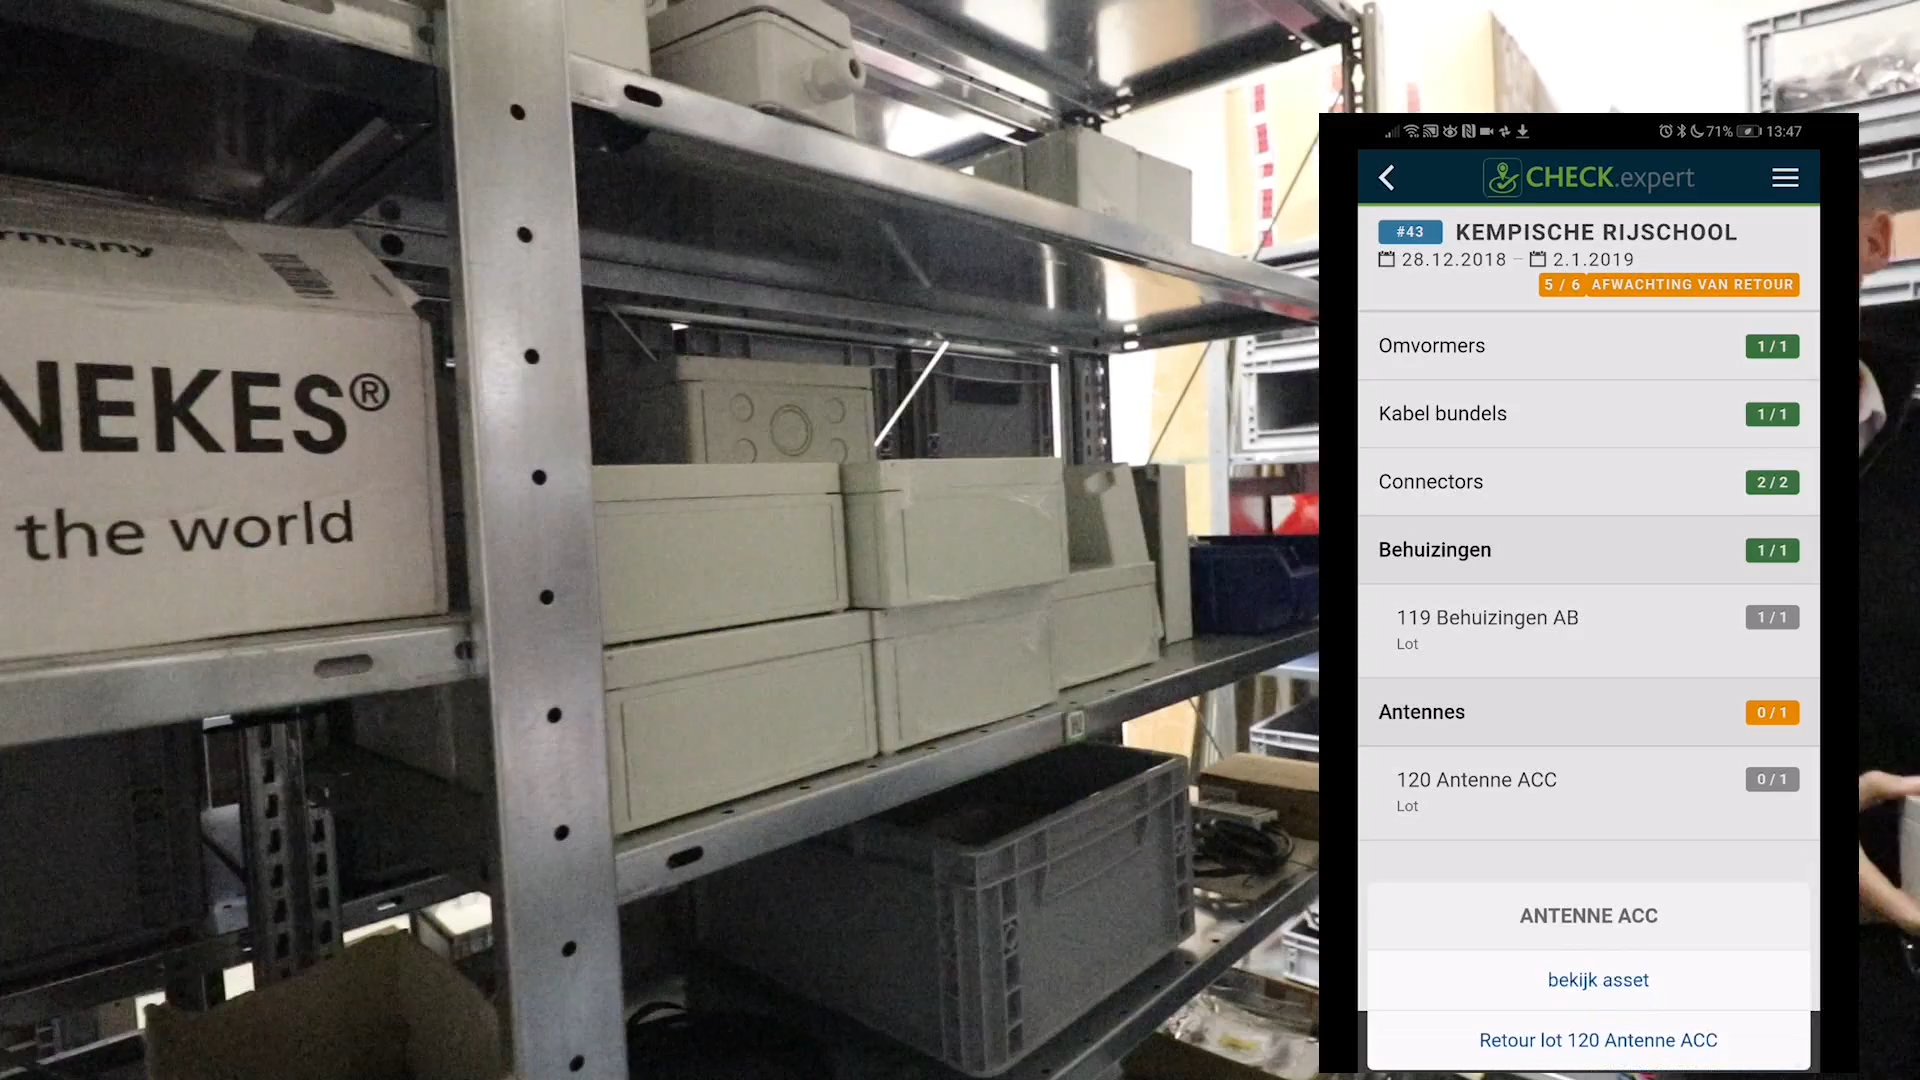 rmany
NEKES®
the world
71% 13:47
CHECK.expert
#43 KEMPISCHE RIJSCHOOL
28.12.2018 – 2.1.2019
5 / 6 AFWACHTING VAN RETOUR
Omvormers 1 / 1
Kabel bundels 1 / 1
Connectors 2 / 2
Behuizingen 1 / 1
119 Behuizingen AB 1 / 1
Lot
Antennes 0 / 1
120 Antenne ACC 0 / 1
Lot
ANTENNE ACC
bekijk asset
Retour lot 120 Antenne ACC